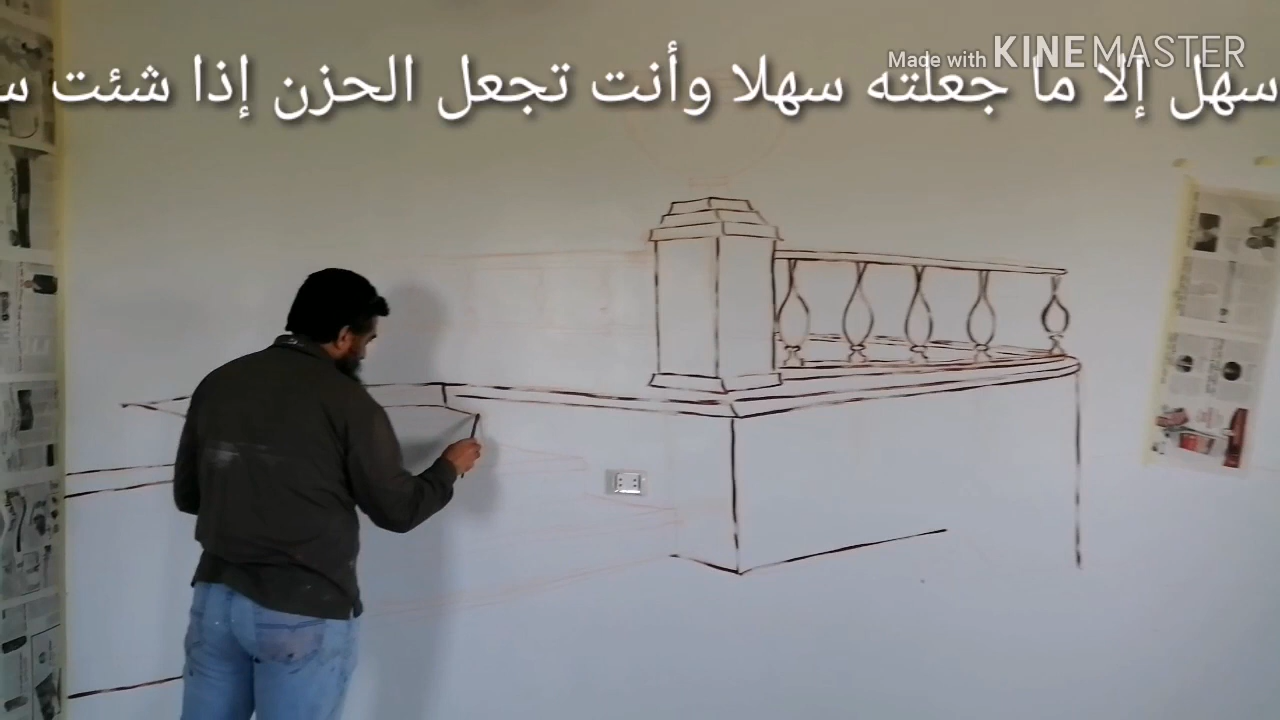 Made with KINEMASTER
سهل إلا ما جعلته سهلا وأنت تجعل الحزن إذا شئت س